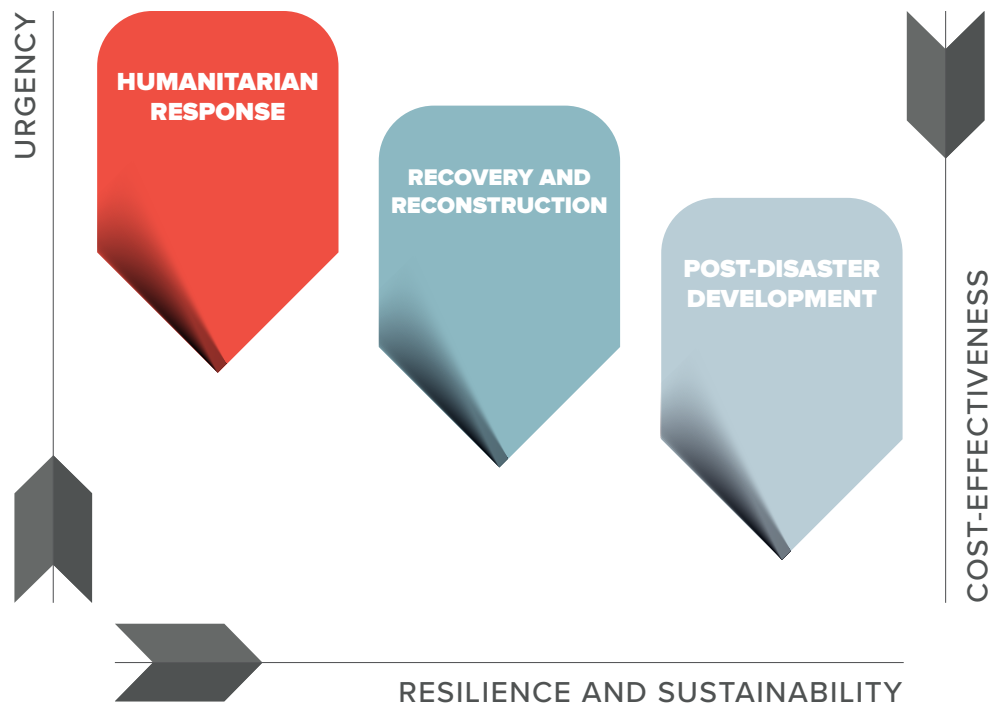 URGENCY
HUMANITARIAN
RESPONSE
RECOVERY AND
RECONSTRUCTION
POST-DISASTER
DEVELOPMENT
COST-EFFECTIVENESS
RESILIENCE AND SUSTAINABILITY